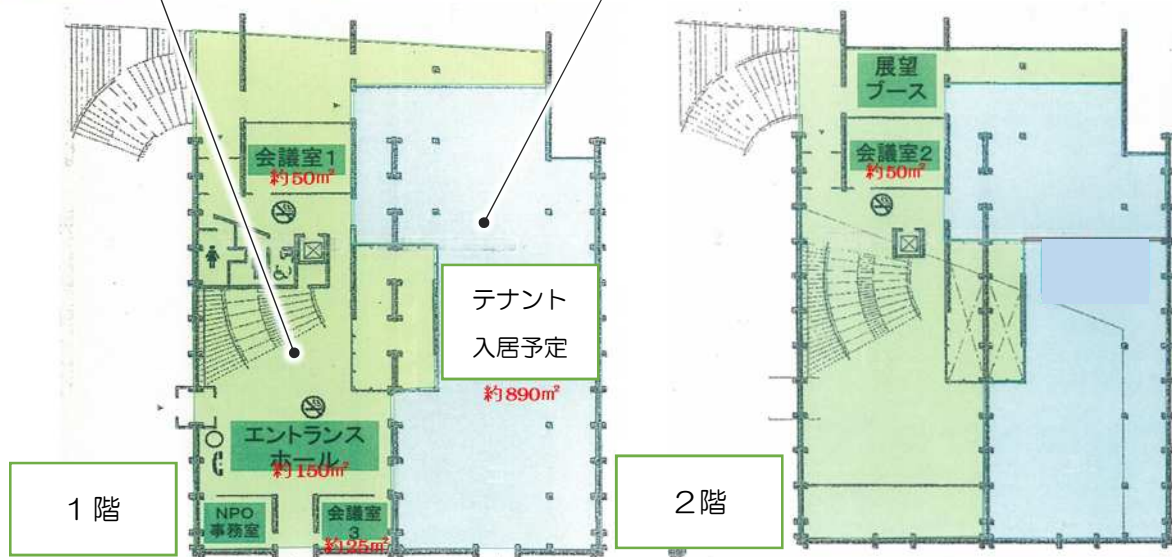 会議室1
約50㎡
テナント
入居予定
約890㎡
エントランス
ホール
約150㎡
NPO
事務室
会議室
3
約25㎡
1階
展望
ブース
会議室2
約50㎡
2階